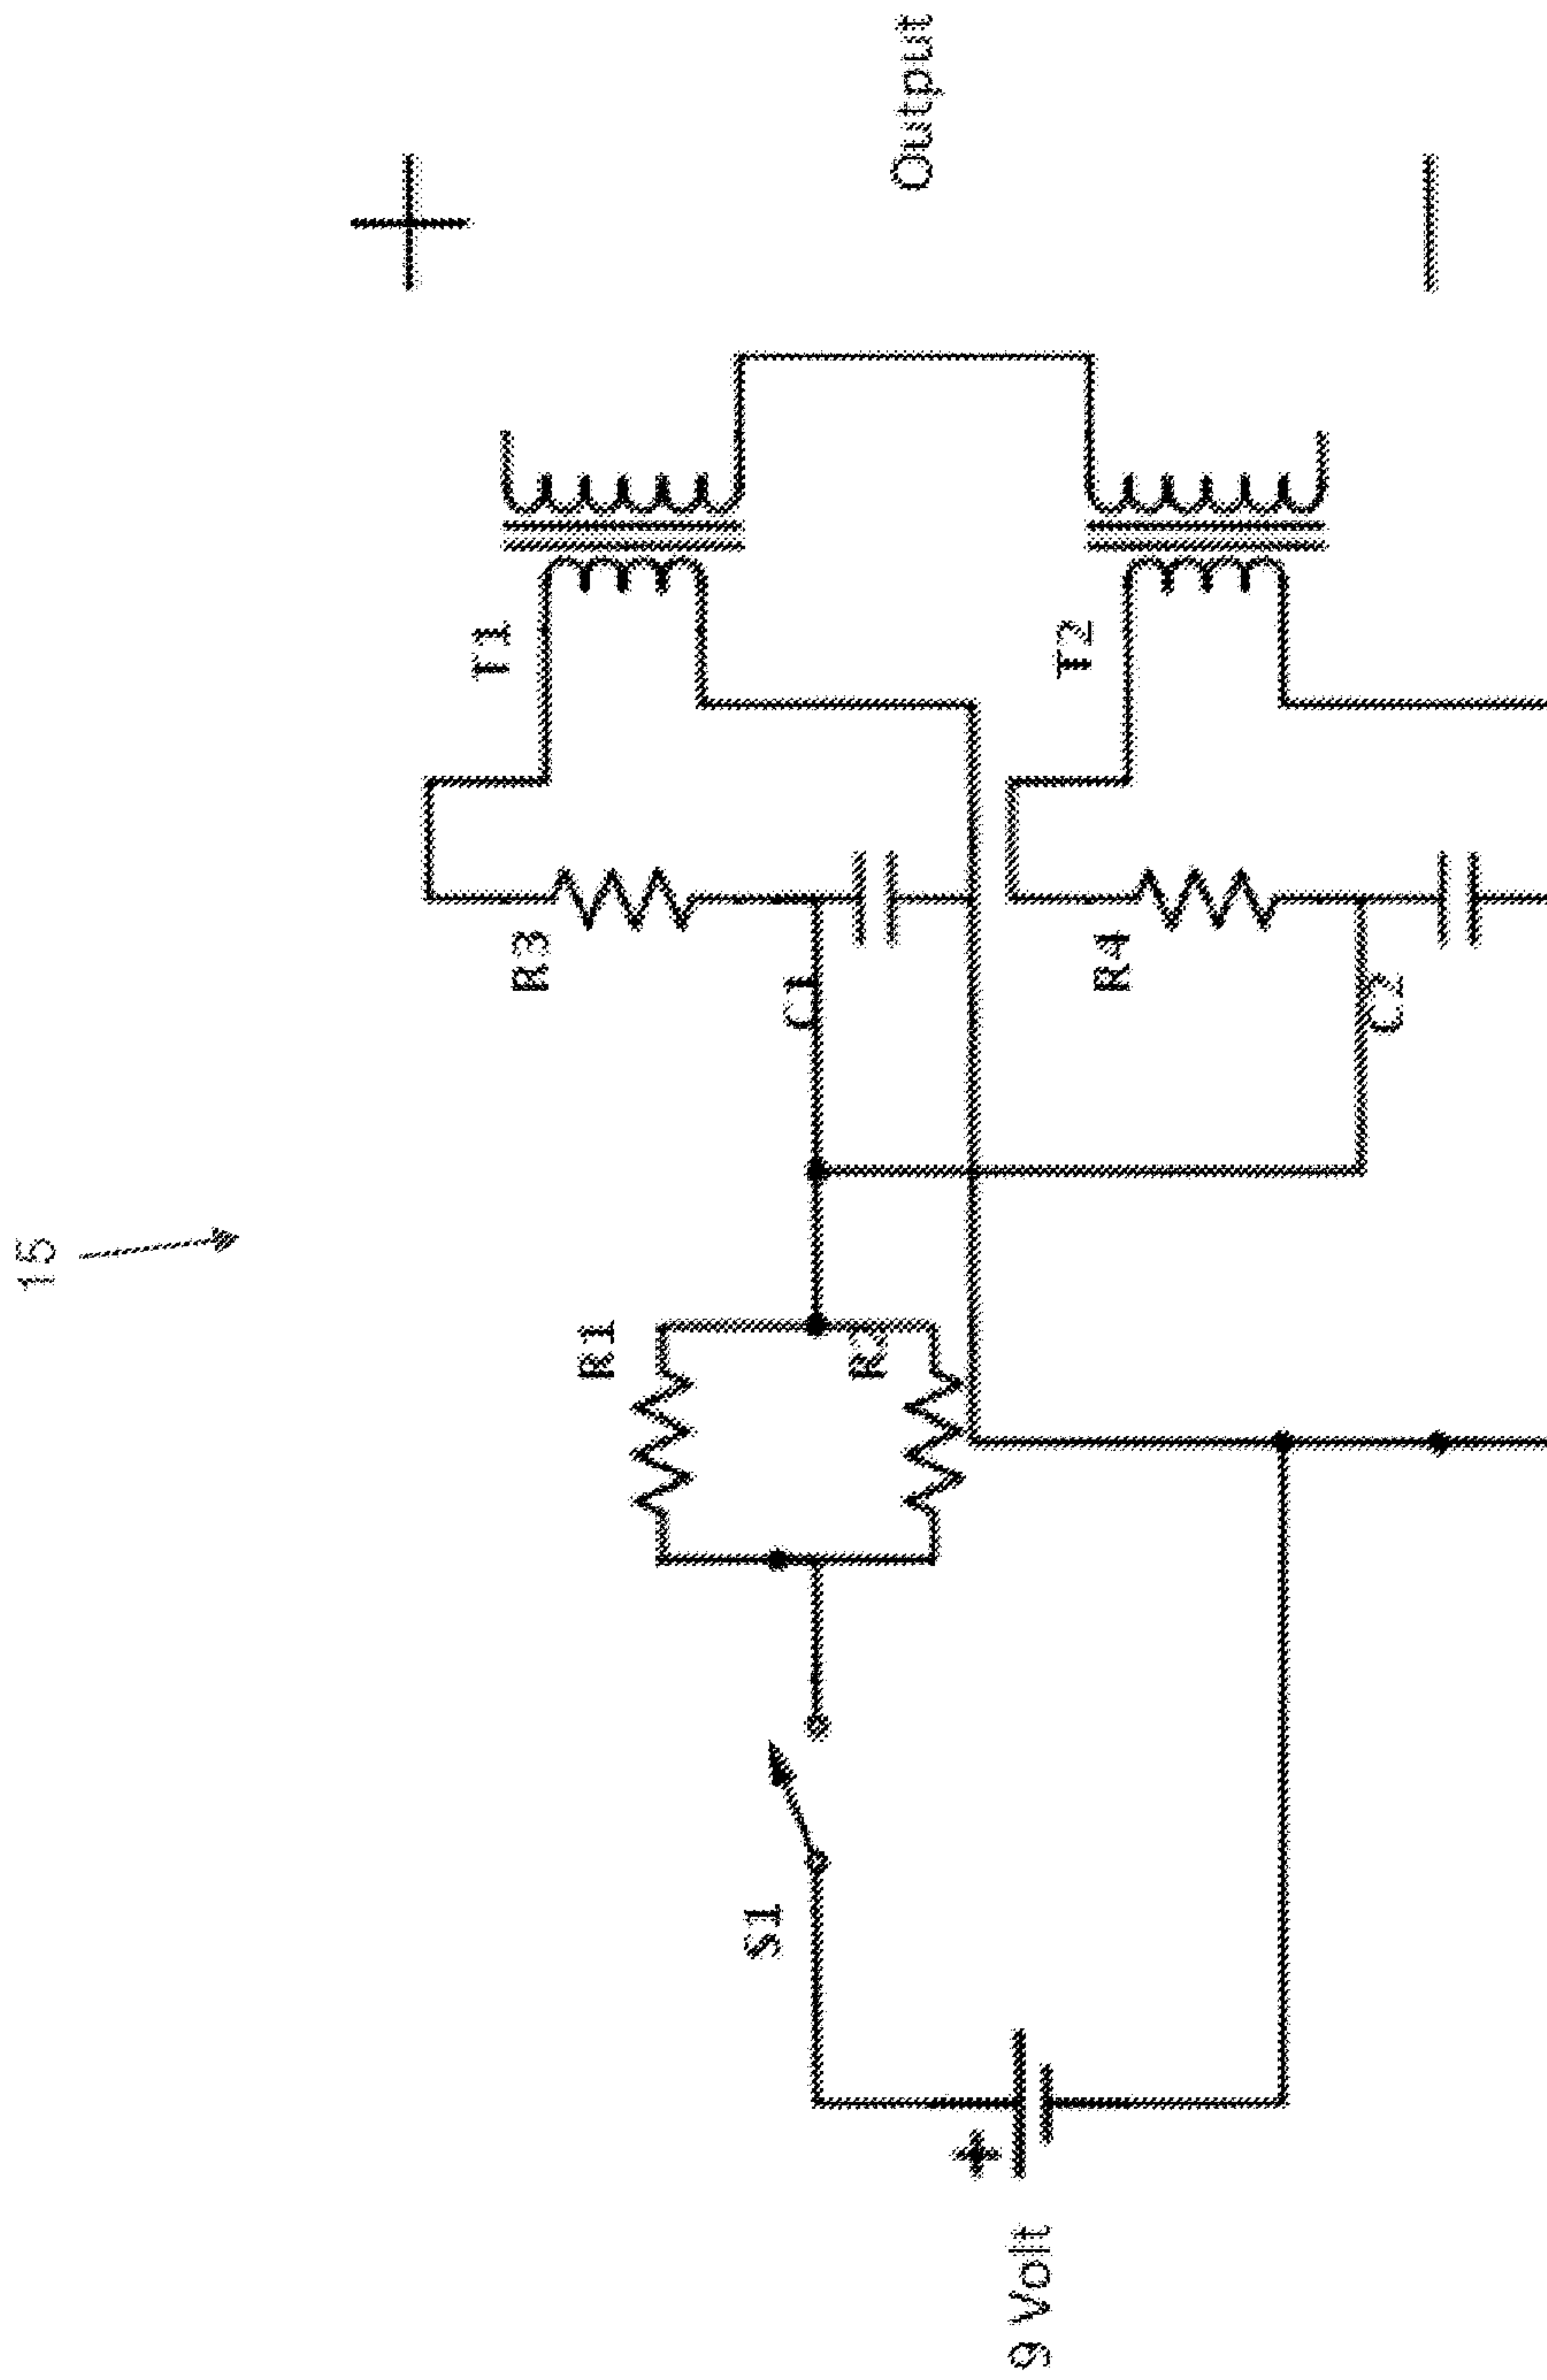 15
9 Volt
+
S1
R1
R2
C1
R3
T1
C2
R4
T2
+
Output
−